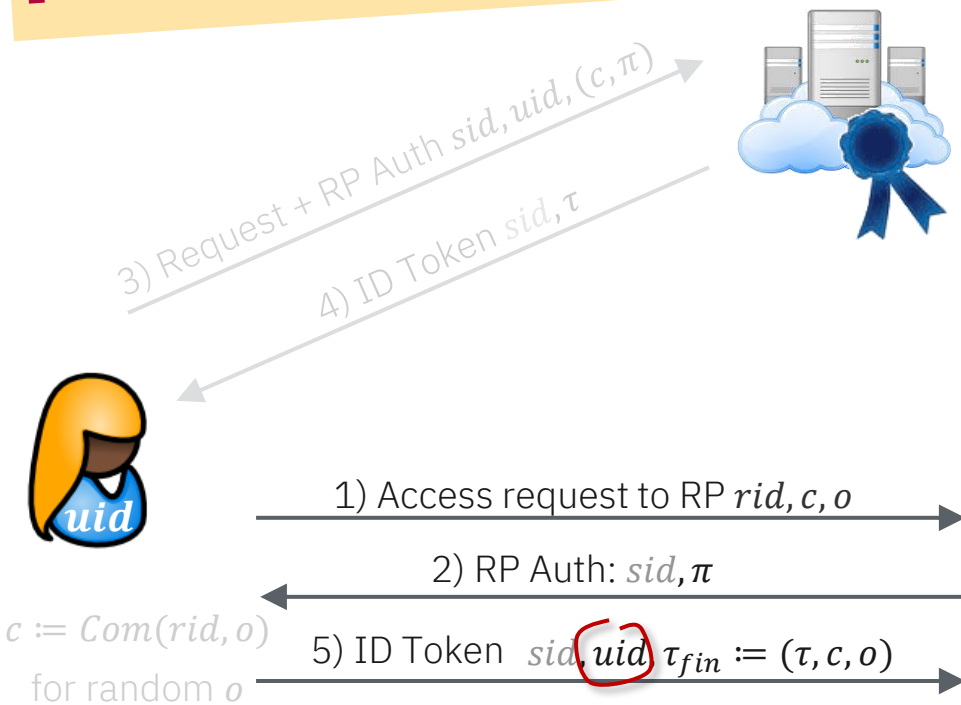 3) Request + RP Auth sid, uid, (c, π)
4) ID Token sid, τ
uid
1) Access request to RP rid, c, o
2) RP Auth: sid, π
c ≔ Com(rid, o)
for random o
5) ID Token sid, uid, τ_fin ≔ (τ, c, o)